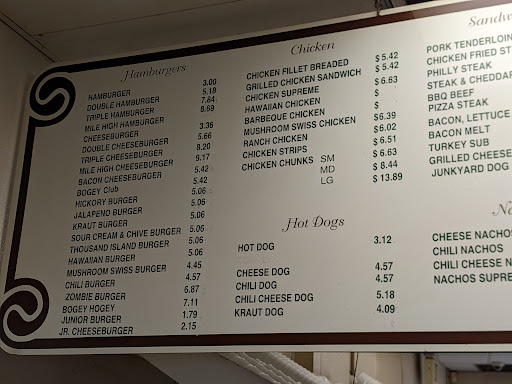 Hamburgers
HAMBURGER 3.00
DOUBLE HAMBURGER 5.18
TRIPLE HAMBURGER 7.84
MILE HIGH HAMBURGER 8.69
CHEESEBURGER 3.36
DOUBLE CHEESEBURGER 5.66
TRIPLE CHEESEBURGER 8.20
MILE HIGH CHEESEBURGER 9.17
BACON CHEESEBURGER 5.42
BOGEY Club 5.42
HICKORY BURGER 5.06
JALAPENO BURGER 5.06
KRAUT BURGER 5.06
SOUR CREAM & CHIVE BURGER 5.06
THOUSAND ISLAND BURGER 5.06
HAWAIIAN BURGER 5.06
MUSHROOM SWISS BURGER 4.45
CHILI BURGER 4.57
ZOMBIE BURGER 6.87
BOGEY HOGEY 7.11
JUNIOR BURGER 1.79
JR. CHEESEBURGER 2.15
Chicken
CHICKEN FILLET BREADED $ 5.42
GRILLED CHICKEN SANDWICH $ 5.42
CHICKEN SUPREME $ 6.63
HAWAIIAN CHICKEN $
BARBEQUE CHICKEN $
MUSHROOM SWISS CHICKEN $ 6.39
RANCH CHICKEN $ 6.02
CHICKEN STRIPS $ 6.51
CHICKEN CHUNKS SM $ 6.63
MD $ 8.44
LG $ 13.89
Hot Dogs
HOT DOG 3.12
CHEESE DOG 4.57
CHILI DOG 4.57
CHILI CHEESE DOG 5.18
KRAUT DOG 4.09
Sandw
PORK TENDERLOIN
CHICKEN FRIED ST
PHILLY STEAK
STEAK & CHEDDAR
BBQ BEEF
PIZZA STEAK
BACON, LETTUCE
BACON MELT
TURKEY SUB
GRILLED CHEESE
JUNKYARD DOG
Na
CHEESE NACHOS
CHILI NACHOS
CHILI CHEESE N
NACHOS SUPRE